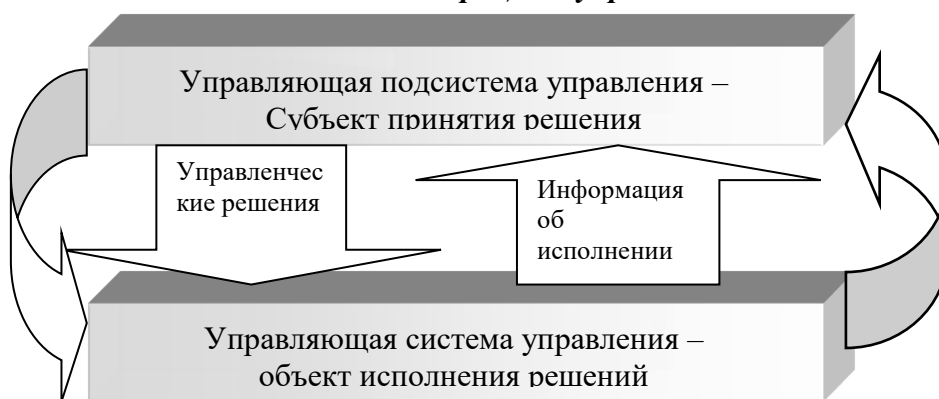 Управляющая подсистема управления –
Субъект принятия решения
Управленчес
кие решения
Информация
об
исполнении
Управляющая система управления –
объект исполнения решений